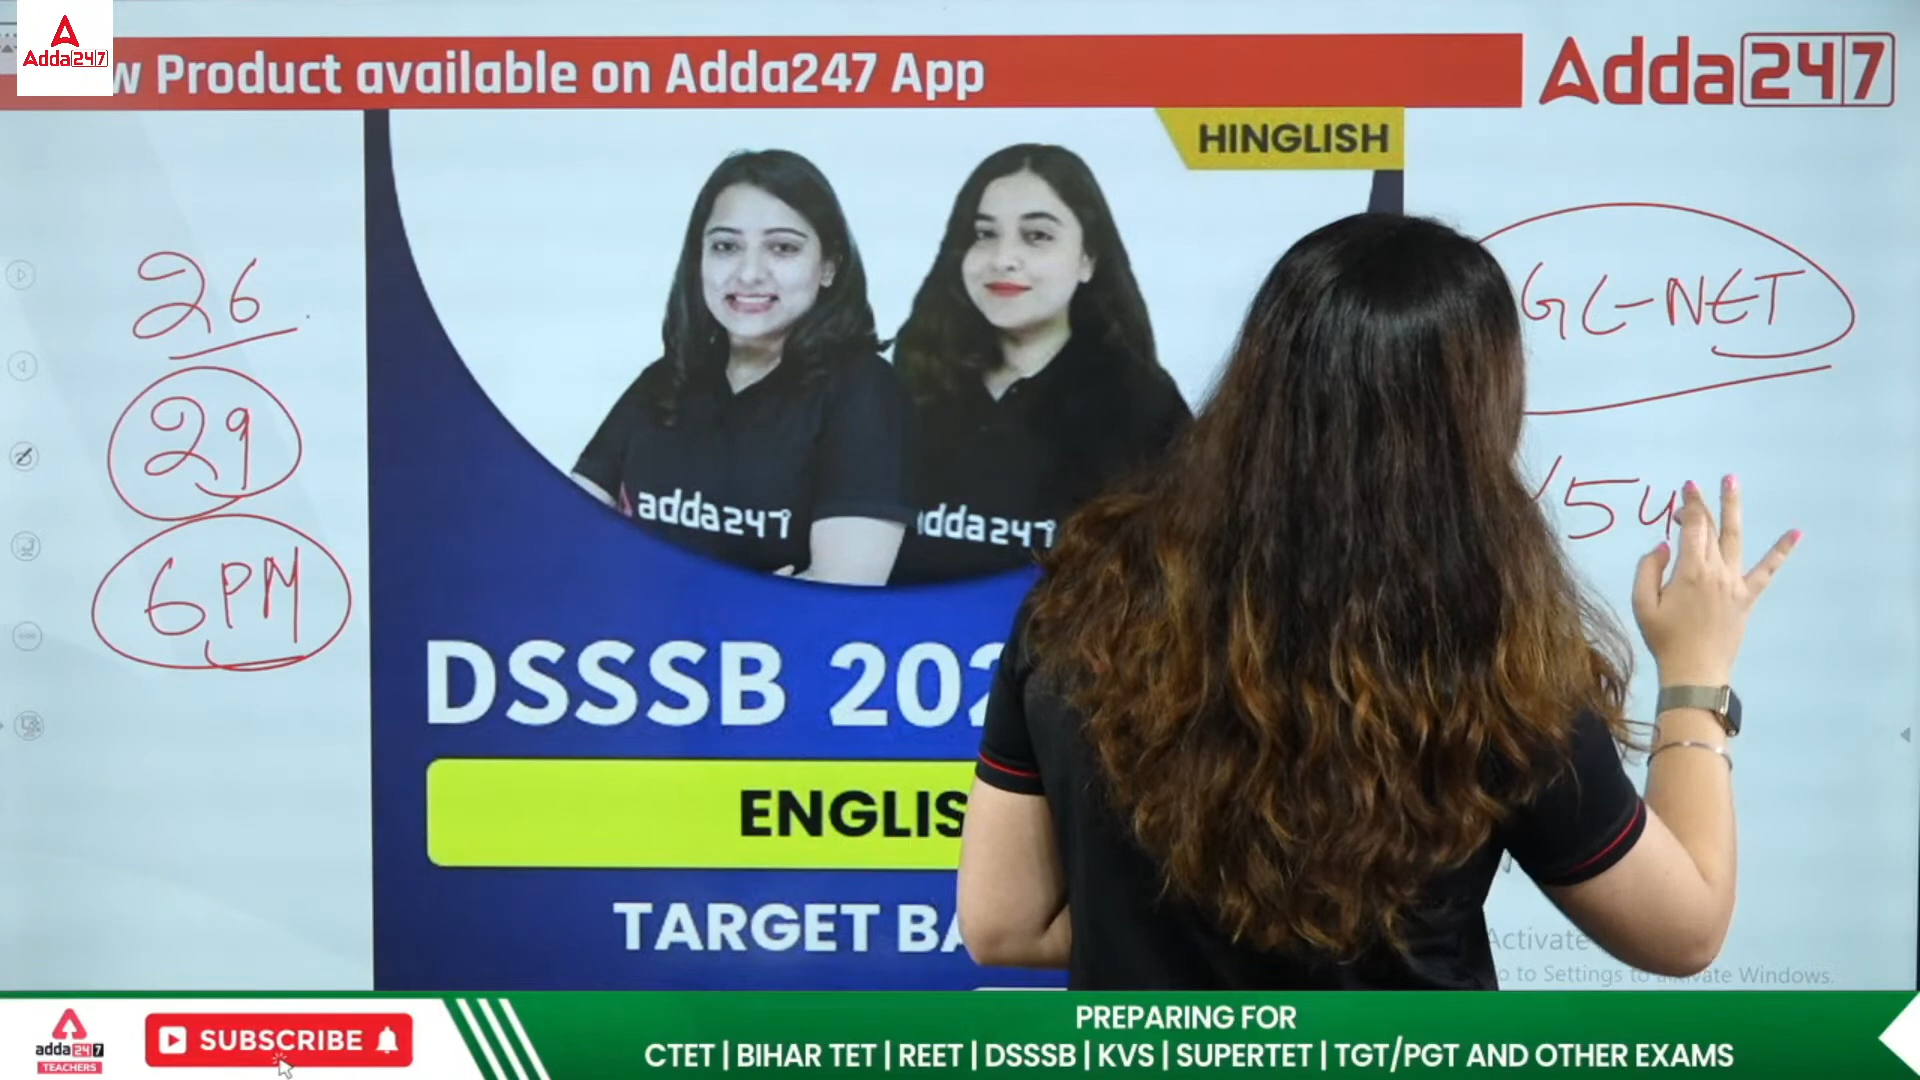 Adda247
w Product available on Adda247 App
Adda247
HINGLISH
26
29
6PM
GC-NET
54
adda247
dda247
DSSSB 202
ENGLIS
TARGET BA
Activate
o to Settings to activate Windows.
adda247
TEACHERS
SUBSCRIBE
PREPARING FOR
CTET | BIHAR TET | REET | DSSSB | KVS | SUPERTET | TGT/PGT AND OTHER EXAMS